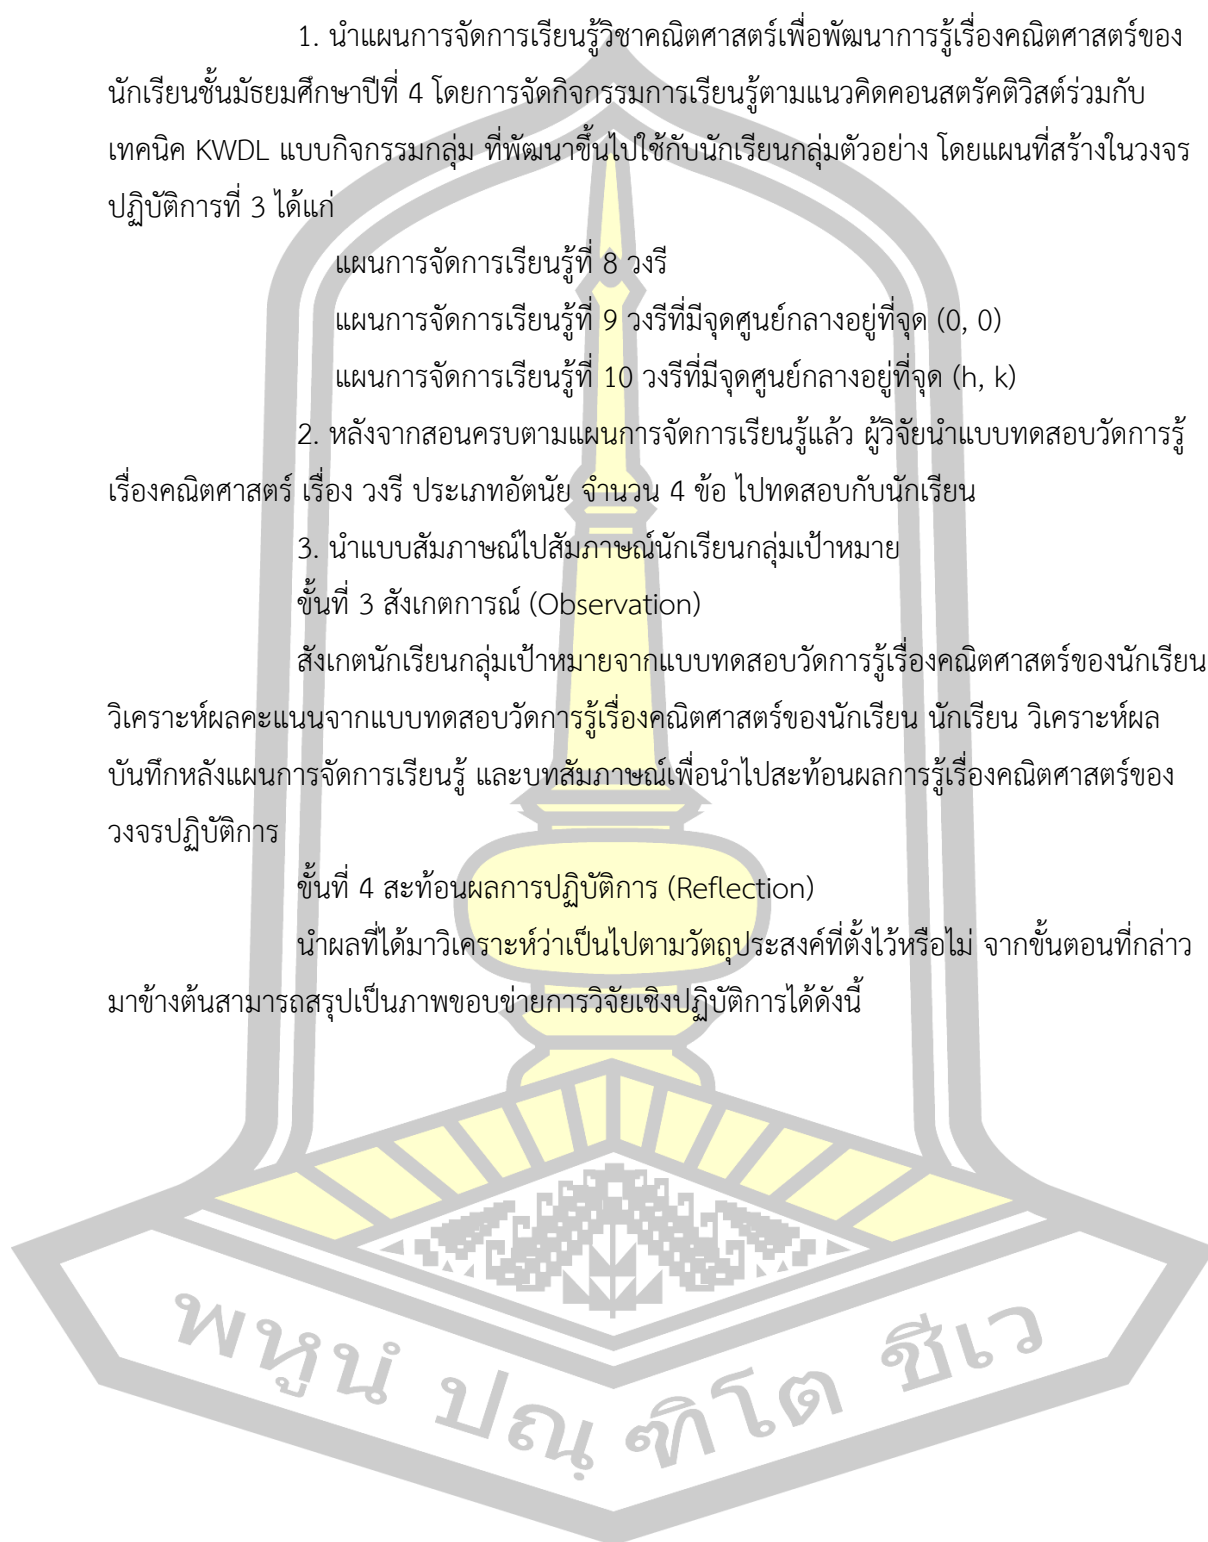 1. นำแผนการจัดการเรียนรู้วิชาคณิตศาสตร์เพื่อพัฒนาการรู้เรื่องคณิตศาสตร์ของ
นักเรียนชั้นมัธยมศึกษาปีที่ 4 โดยการจัดกิจกรรมการเรียนรู้ตามแนวคิดคอนสตรัคติวิสต์ร่วมกับ
เทคนิค KWDL แบบกิจกรรมกลุ่ม ที่พัฒนาขึ้นไปใช้กับนักเรียนกลุ่มตัวอย่าง โดยแผนที่สร้างในวงจร
ปฏิบัติการที่ 3 ได้แก่
แผนการจัดการเรียนรู้ที่ 8 วงรี
แผนการจัดการเรียนรู้ที่ 9 วงรีที่มีจุดศูนย์กลางอยู่ที่จุด (0, 0)
แผนการจัดการเรียนรู้ที่ 10 วงรีที่มีจุดศูนย์กลางอยู่ที่จุด (h, k)
2. หลังจากสอนครบตามแผนการจัดการเรียนรู้แล้ว ผู้วิจัยนำแบบทดสอบวัดการรู้
เรื่องคณิตศาสตร์ เรื่อง วงรี ประเภทอัตนัย จำนวน 4 ข้อ ไปทดสอบกับนักเรียน
3. นำแบบสัมภาษณ์ไปสัมภาษณ์นักเรียนกลุ่มเป้าหมาย
ขั้นที่ 3 สังเกตการณ์ (Observation)
สังเกตนักเรียนกลุ่มเป้าหมายจากแบบทดสอบวัดการรู้เรื่องคณิตศาสตร์ของนักเรียน
วิเคราะห์ผลคะแนนจากแบบทดสอบวัดการรู้เรื่องคณิตศาสตร์ของนักเรียน นักเรียน วิเคราะห์ผล
บันทึกหลังแผนการจัดการเรียนรู้ และบทสัมภาษณ์เพื่อนำไปสะท้อนผลการรู้เรื่องคณิตศาสตร์ของ
วงจรปฏิบัติการ
ขั้นที่ 4 สะท้อนผลการปฏิบัติการ (Reflection)
นำผลที่ได้มาวิเคราะห์ว่าเป็นไปตามวัตถุประสงค์ที่ตั้งไว้หรือไม่ จากขั้นตอนที่กล่าว
มาข้างต้นสามารถสรุปเป็นภาพขอบข่ายการวิจัยเชิงปฏิบัติการได้ดังนี้
พหูนํ ปณฺฑิโต ชีเว